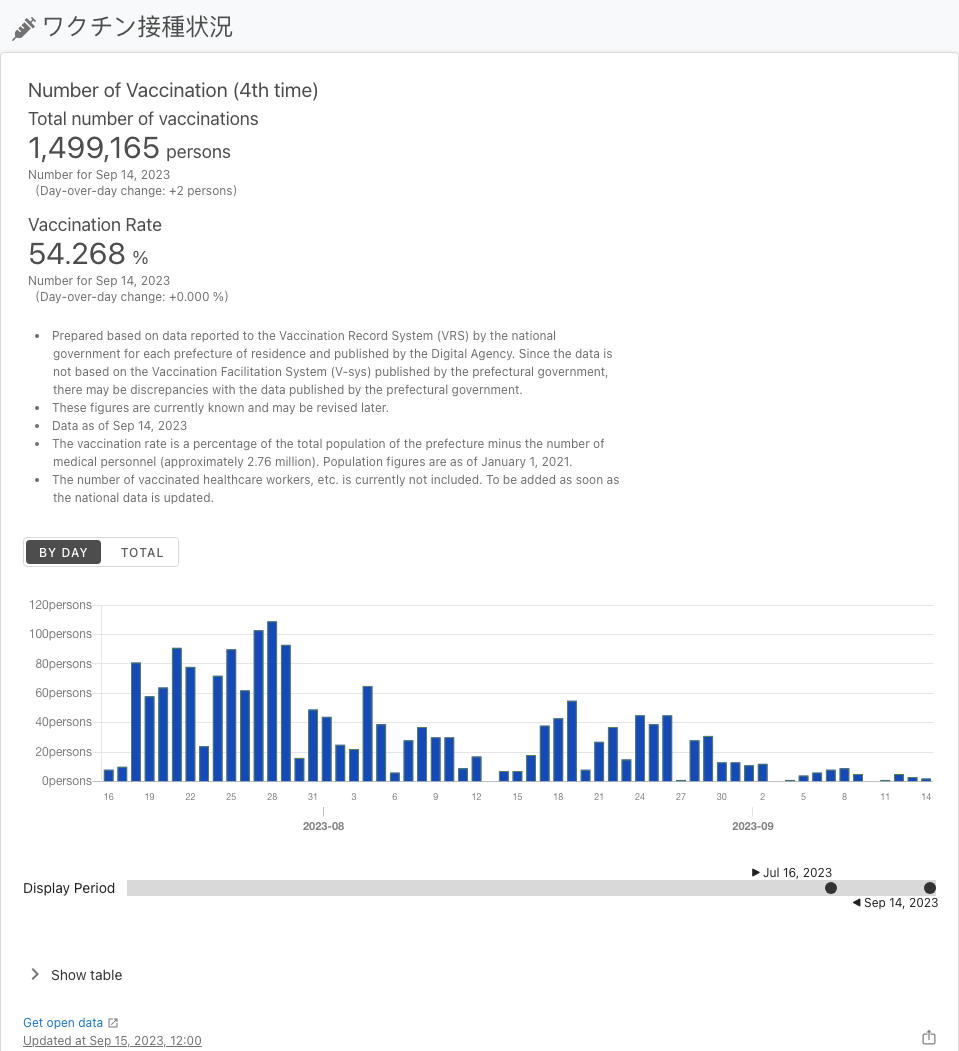 ワクチン接種状況
Number of Vaccination (4th time)
Total number of vaccinations
1,499,165 persons
Number for Sep 14, 2023
(Day-over-day change: +2 persons)
Vaccination Rate
54.268 %
Number for Sep 14, 2023
(Day-over-day change: +0.000 %)
• Prepared based on data reported to the Vaccination Record System (VRS) by the national
government for each prefecture of residence and published by the Digital Agency. Since the data is
not based on the Vaccination Facilitation System (V-sys) published by the prefectural government,
there may be discrepancies with the data published by the prefectural government.
• These figures are currently known and may be revised later.
• Data as of Sep 14, 2023
• The vaccination rate is a percentage of the total population of the prefecture minus the number of
medical personnel (approximately 2.76 million). Population figures are as of January 1, 2021.
• The number of vaccinated healthcare workers, etc. is currently not included. To be added as soon as
the national data is updated.
BY DAY TOTAL
120persons
100persons
80persons
60persons
40persons
20persons
0persons
16 19 22 25 28 31 3 6 9 12 15 18 21 24 27 30 2 5 8 11 14
2023-08 2023-09
▶ Jul 16, 2023
Display Period
◀ Sep 14, 2023
Show table
Get open data
Updated at Sep 15, 2023, 12:00